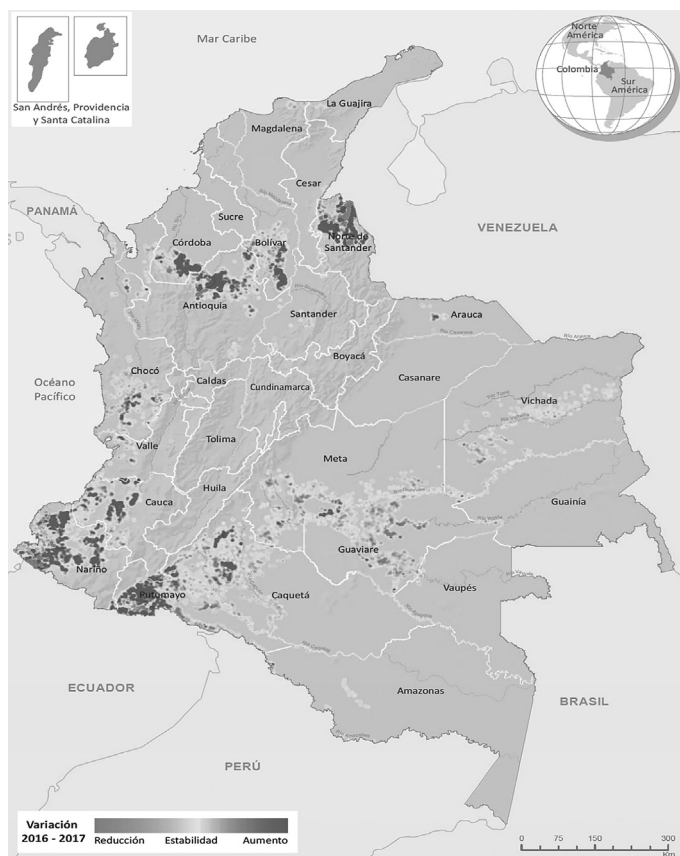 Mar Caribe
Norte
América
Colombia
Sur
América
San Andrés, Providencia
y Santa Catalina
La Guajira
Magdalena
Cesar
PANAMÁ
Sucre
VENEZUELA
Córdoba
Bolívar
Norte de
Santander
Antioquía
Santander
Arauca
Boyacá
Chocó
Caldas
Cundinamarca
Casanare
Océano
Pacífico
Vichada
Valle
Tolima
Meta
Cauca
Huila
Guainía
Guaviare
Nariño
Putumayo
Caquetá
Vaupés
ECUADOR
Amazonas
BRASIL
PERÚ
Variación
2016 - 2017
Reducción Estabilidad Aumento
0 75 150 300
Km